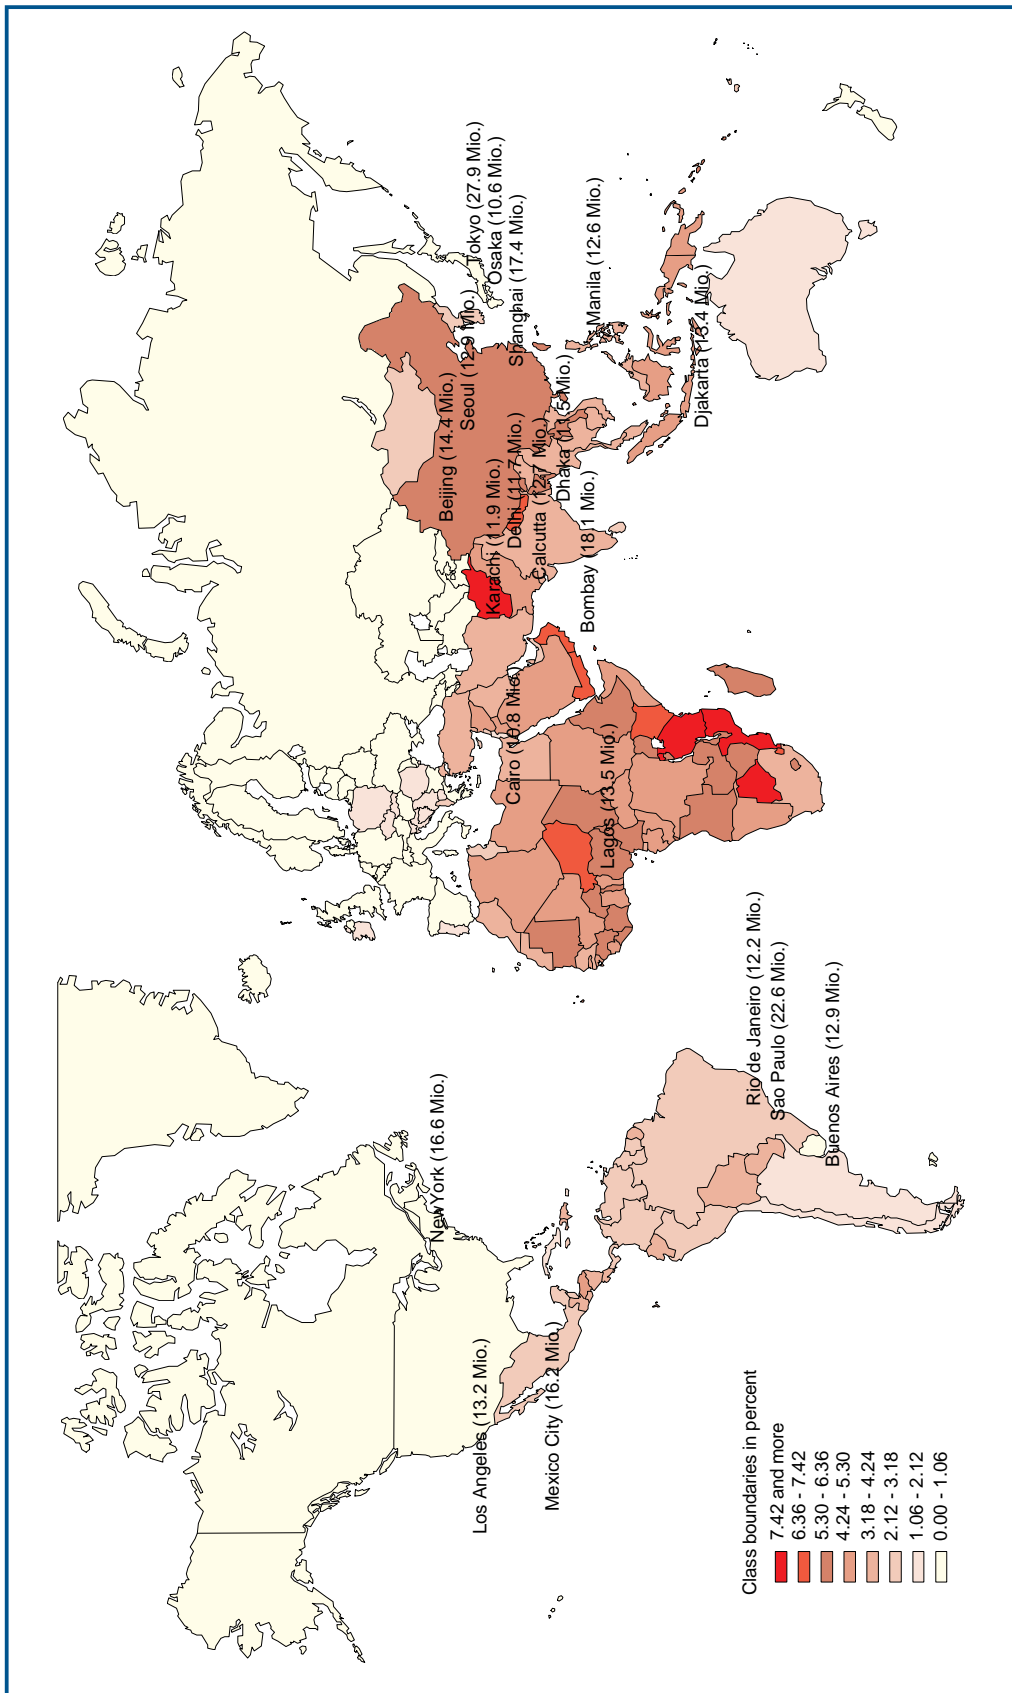 Tokyo (27.9 Mio.)
Osaka (10.6 Mio.)
Shanghai (17.4 Mio.)
Seoul (12.9 Mio.)
Beijing (14.4 Mio.)
Manila (12.6 Mio.)
Djakarta (13.4 Mio.)
Dhaka (11.5 Mio.)
Calcutta (12.7 Mio.)
Delhi (11.7 Mio.)
Karachi (11.9 Mio.)
Bombay (18.1 Mio.)
Cairo (10.8 Mio.)
Lagos (13.5 Mio.)
NewYork (16.6 Mio.)
Los Angeles (13.2 Mio.)
Mexico City (16.2 Mio.)
Rio de Janeiro (12.2 Mio.)
Sao Paulo (22.6 Mio.)
Buenos Aires (12.9 Mio.)
Class boundaries in percent
7.42 and more
6.36 - 7.42
5.30 - 6.36
4.24 - 5.30
3.18 - 4.24
2.12 - 3.18
1.06 - 2.12
0.00 - 1.06